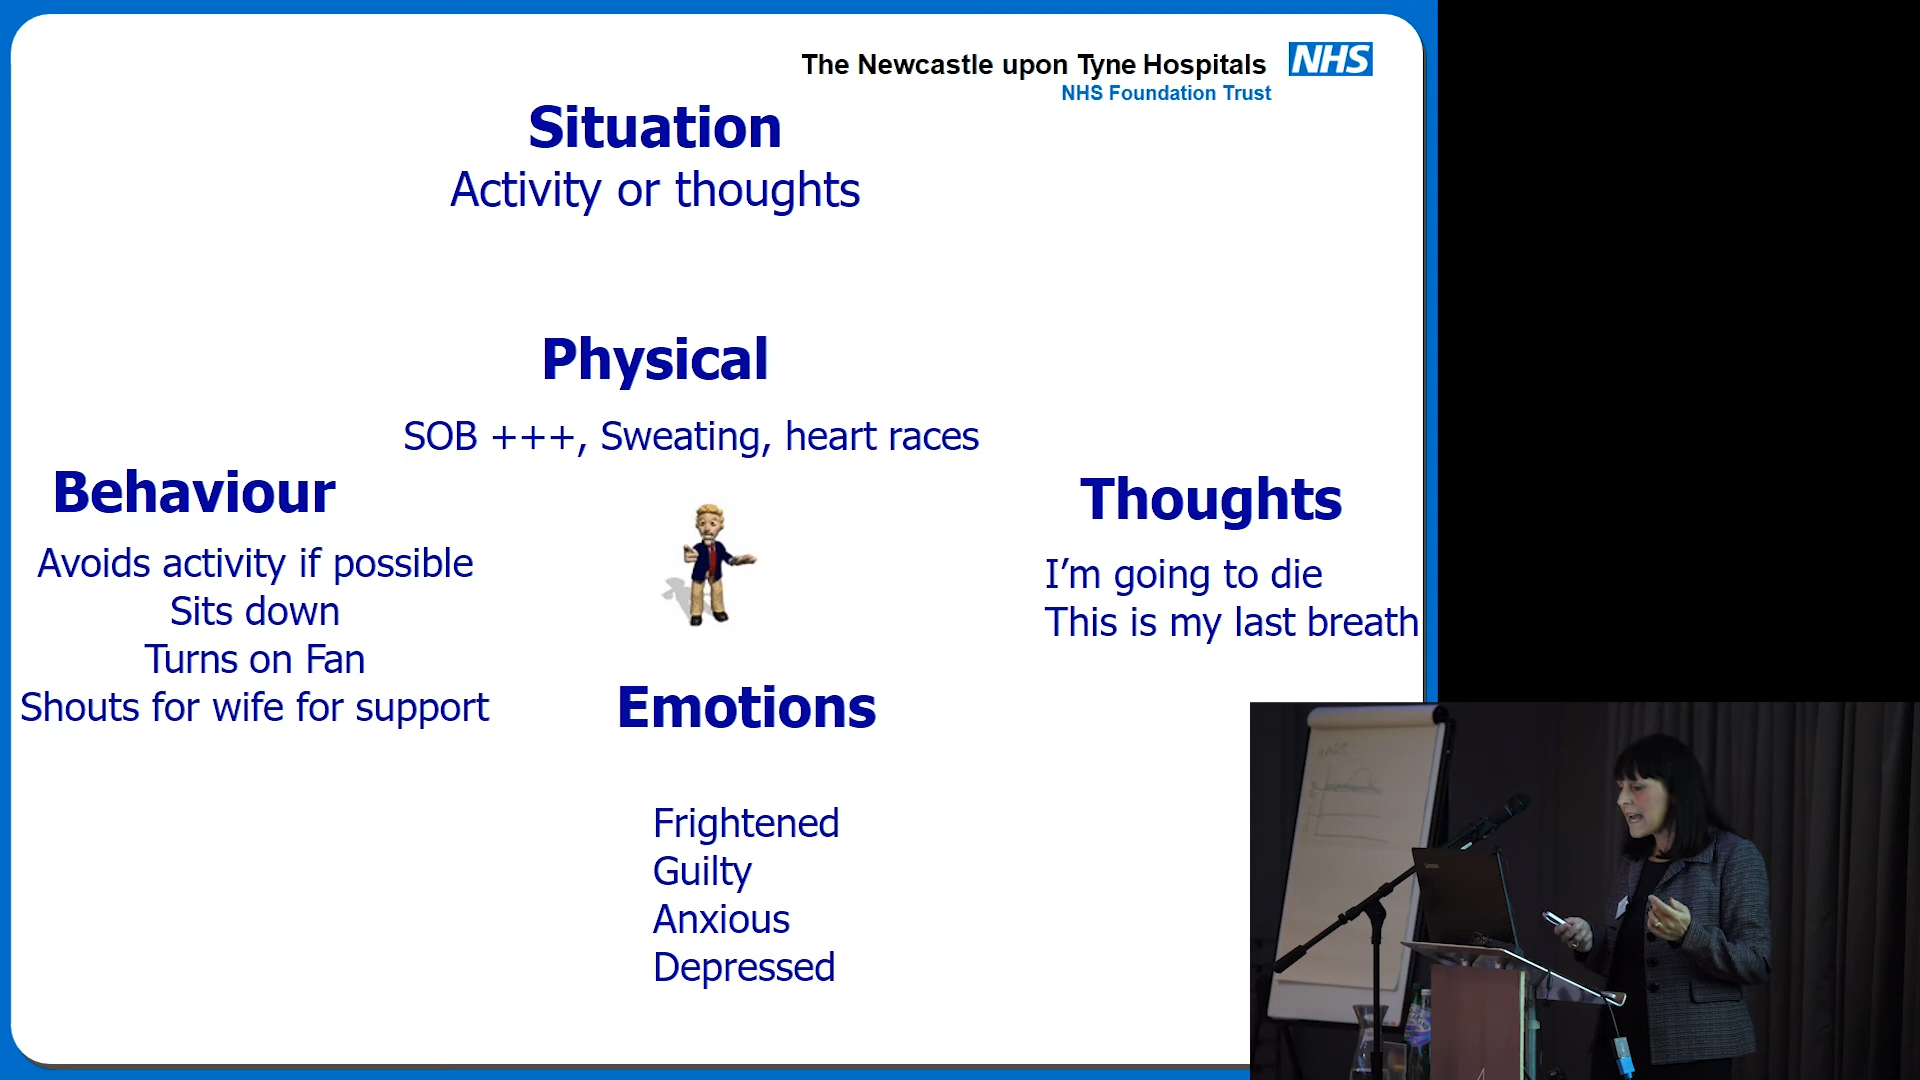 The Newcastle upon Tyne Hospitals NHS
NHS Foundation Trust
Situation
Activity or thoughts
Physical
SOB +++, Sweating, heart races
Behaviour
Avoids activity if possible
Sits down
Turns on Fan
Shouts for wife for support
Thoughts
I’m going to die
This is my last breath
Emotions
Frightened
Guilty
Anxious
Depressed